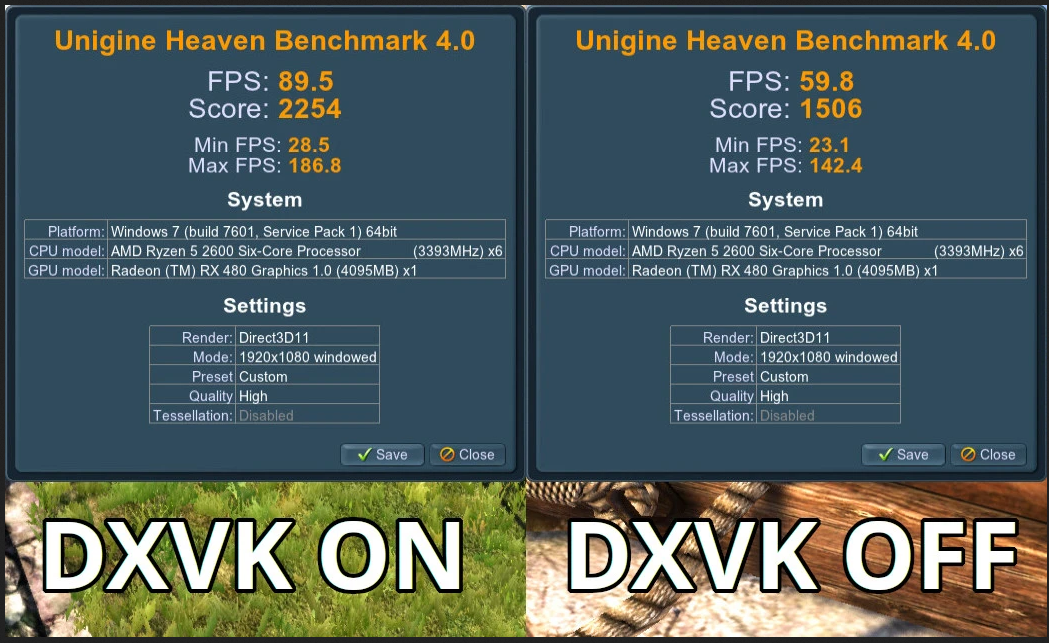 Unigine Heaven Benchmark 4.0
FPS: 89.5
Score: 2254
Min FPS: 28.5
Max FPS: 186.8
System
Platform: Windows 7 (build 7601, Service Pack 1) 64bit
CPU model: AMD Ryzen 5 2600 Six-Core Processor (3393MHz) x6
GPU model: Radeon (TM) RX 480 Graphics 1.0 (4095MB) x1
Settings
Render: Direct3D11
Mode: 1920x1080 windowed
Preset Custom
Quality High
Tessellation: Disabled
Save Close
DXVK ON
Unigine Heaven Benchmark 4.0
FPS: 59.8
Score: 1506
Min FPS: 23.1
Max FPS: 142.4
System
Platform: Windows 7 (build 7601, Service Pack 1) 64bit
CPU model: AMD Ryzen 5 2600 Six-Core Processor (3393MHz) x6
GPU model: Radeon (TM) RX 480 Graphics 1.0 (4095MB) x1
Settings
Render: Direct3D11
Mode: 1920x1080 windowed
Preset Custom
Quality High
Tessellation: Disabled
Save Close
DXVK OFF